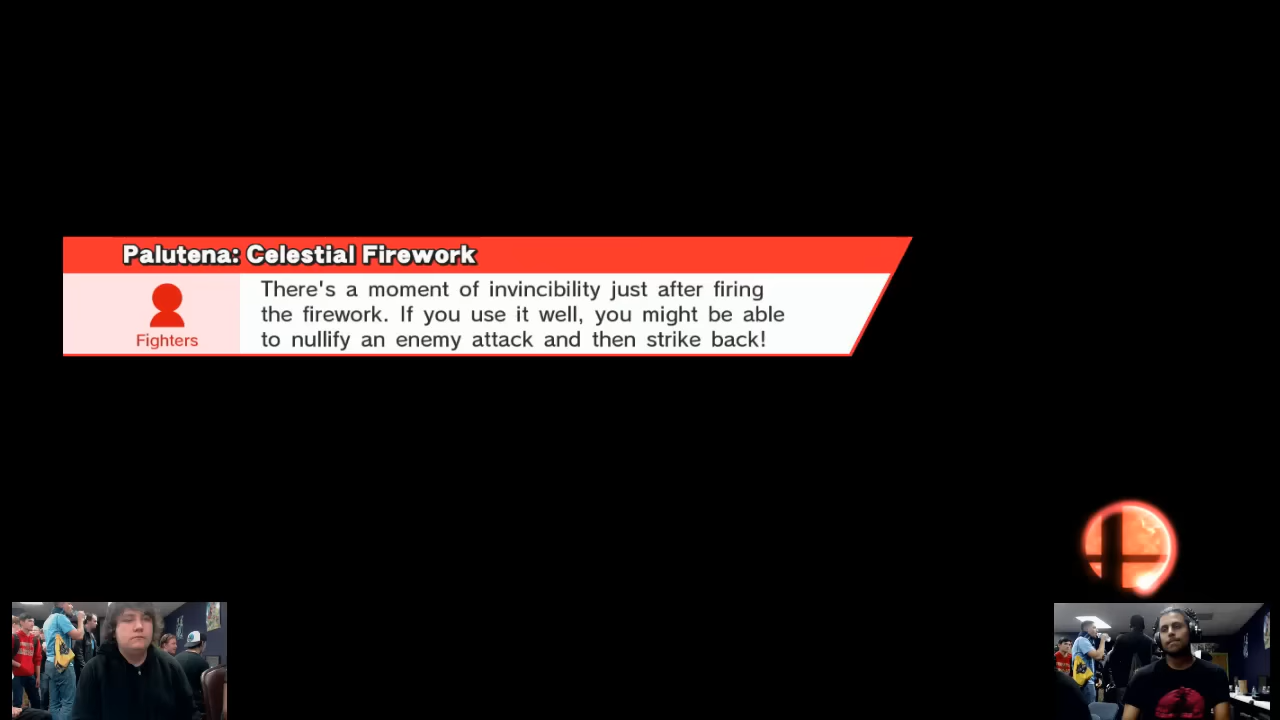 Palutena: Celestial Firework
There's a moment of invincibility just after firing
the firework. If you use it well, you might be able
to nullify an enemy attack and then strike back!
Fighters